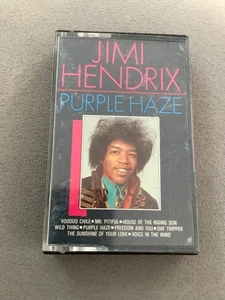 JIMI
HENDRIX
PURPLE HAZE
VOODOO CHILE • MR. PITIFUL • HOUSE OF THE RISING SUN
WILD THING • PURPLE HAZE • FREEDOM AND YOU • DAY TRIPPER
THE SUNSHINE OF YOUR LOVE • VOICE IN THE WIND